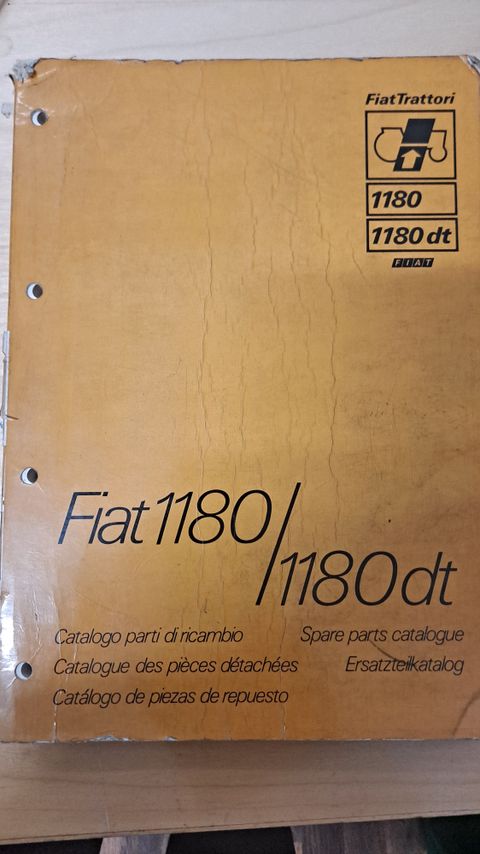 FiatTrattori
1180
1180 dt
FIAT
Fiat 1180/
1180 dt
Catalogo parti di ricambio
Spare parts catalogue
Catalogue des pièces détachées
Ersatzteilkatalog
Catálogo de piezas de repuesto